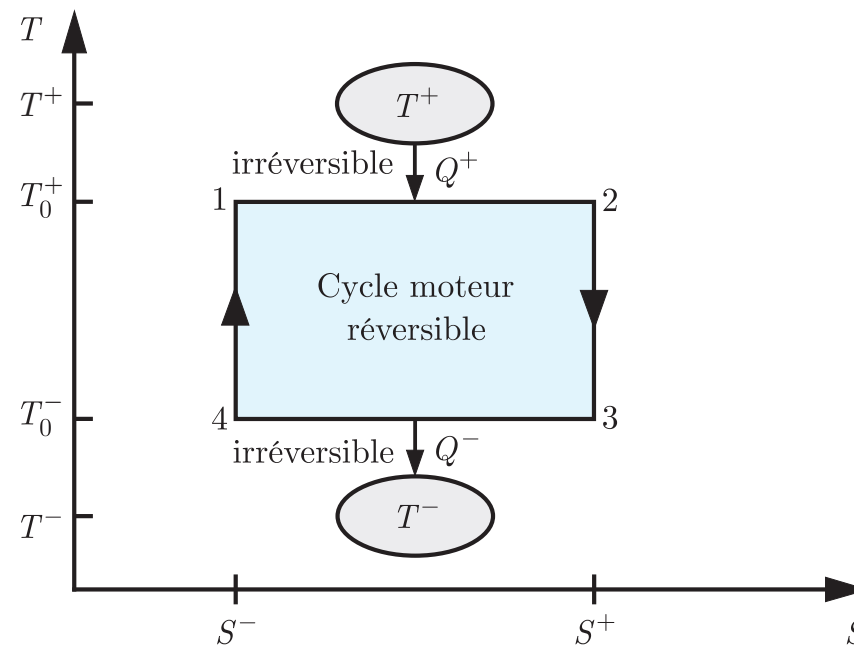 T
T⁺
T⁺
irréversible Q⁺
T₀⁺
1 2
Cycle moteur
réversible
T₀⁻
4 3
irréversible Q⁻
T⁻
T⁻
S⁻ S⁺